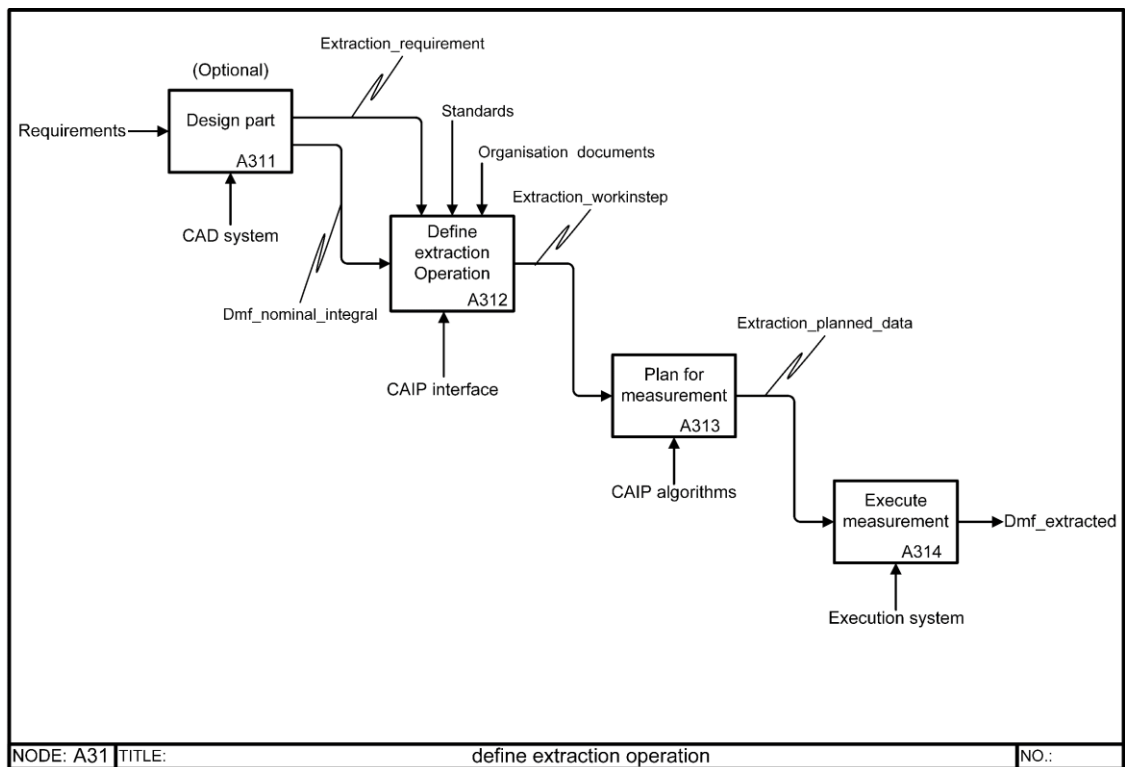 Extraction_requirement
(Optional)
Requirements
Design part
A311
Standards
Organisation documents
CAD system
Extraction_workinstep
Define
extraction
Operation
A312
Dmf_nominal_integral
CAIP interface
Extraction_planned_data
Plan for
measurement
A313
CAIP algorithms
Execute
measurement
A314
Dmf_extracted
Execution system
NODE: A31
TITLE:
define extraction operation
NO.: